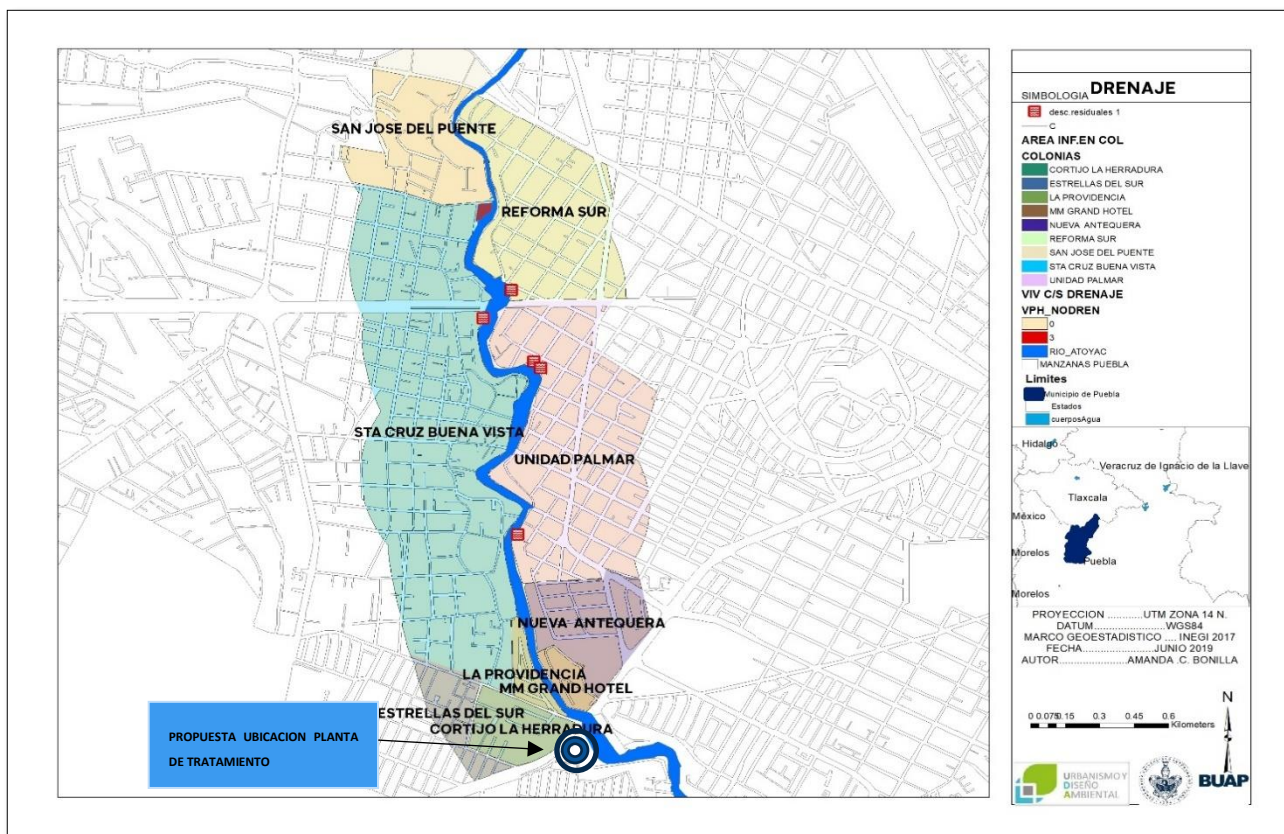 SAN JOSE DEL PUENTE
REFORMA SUR
STA CRUZ BUENA VISTA
UNIDAD PALMAR
NUEVA ANTEQUERA
LA PROVIDENCIA
MM GRAND HOTEL
ESTRELLAS DEL SUR
CORTIJO LA HERRADURA
PROPUESTA UBICACION PLANTA
DE TRATAMIENTO
SIMBOLOGIA DRENAJE
desc.residuales 1
C
AREA INF.EN COL
COLONIAS
CORTIJO LA HERRADURA
ESTRELLAS DEL SUR
LA PROVIDENCIA
MM GRAND HOTEL
NUEVA ANTEQUERA
REFORMA SUR
SAN JOSE DEL PUENTE
STA CRUZ BUENA VISTA
UNIDAD PALMAR
VIV C/S DRENAJE
VPH_NODREN
0
3
RIO_ATOYAC
MANZANAS PUEBLA
Limites
Municipio de Puebla
Estados
cuerposAgua
Hidalgo
Veracruz de Ignacio de la Llave
Tlaxcala
México
Morelos
Puebla
Morelos
PROYECCION ...........UTM ZONA 14 N.
DATUM......................WGS84
MARCO GEOESTADISTICO .... INEGI 2017
FECHA.......................JUNIO 2019
AUTOR.......................AMANDA .C. BONILLA
N
0 0.075 0.15 0.3 0.45 0.6
Kilometers
URBANISMO Y
DISEÑO
AMBIENTAL
BUAP